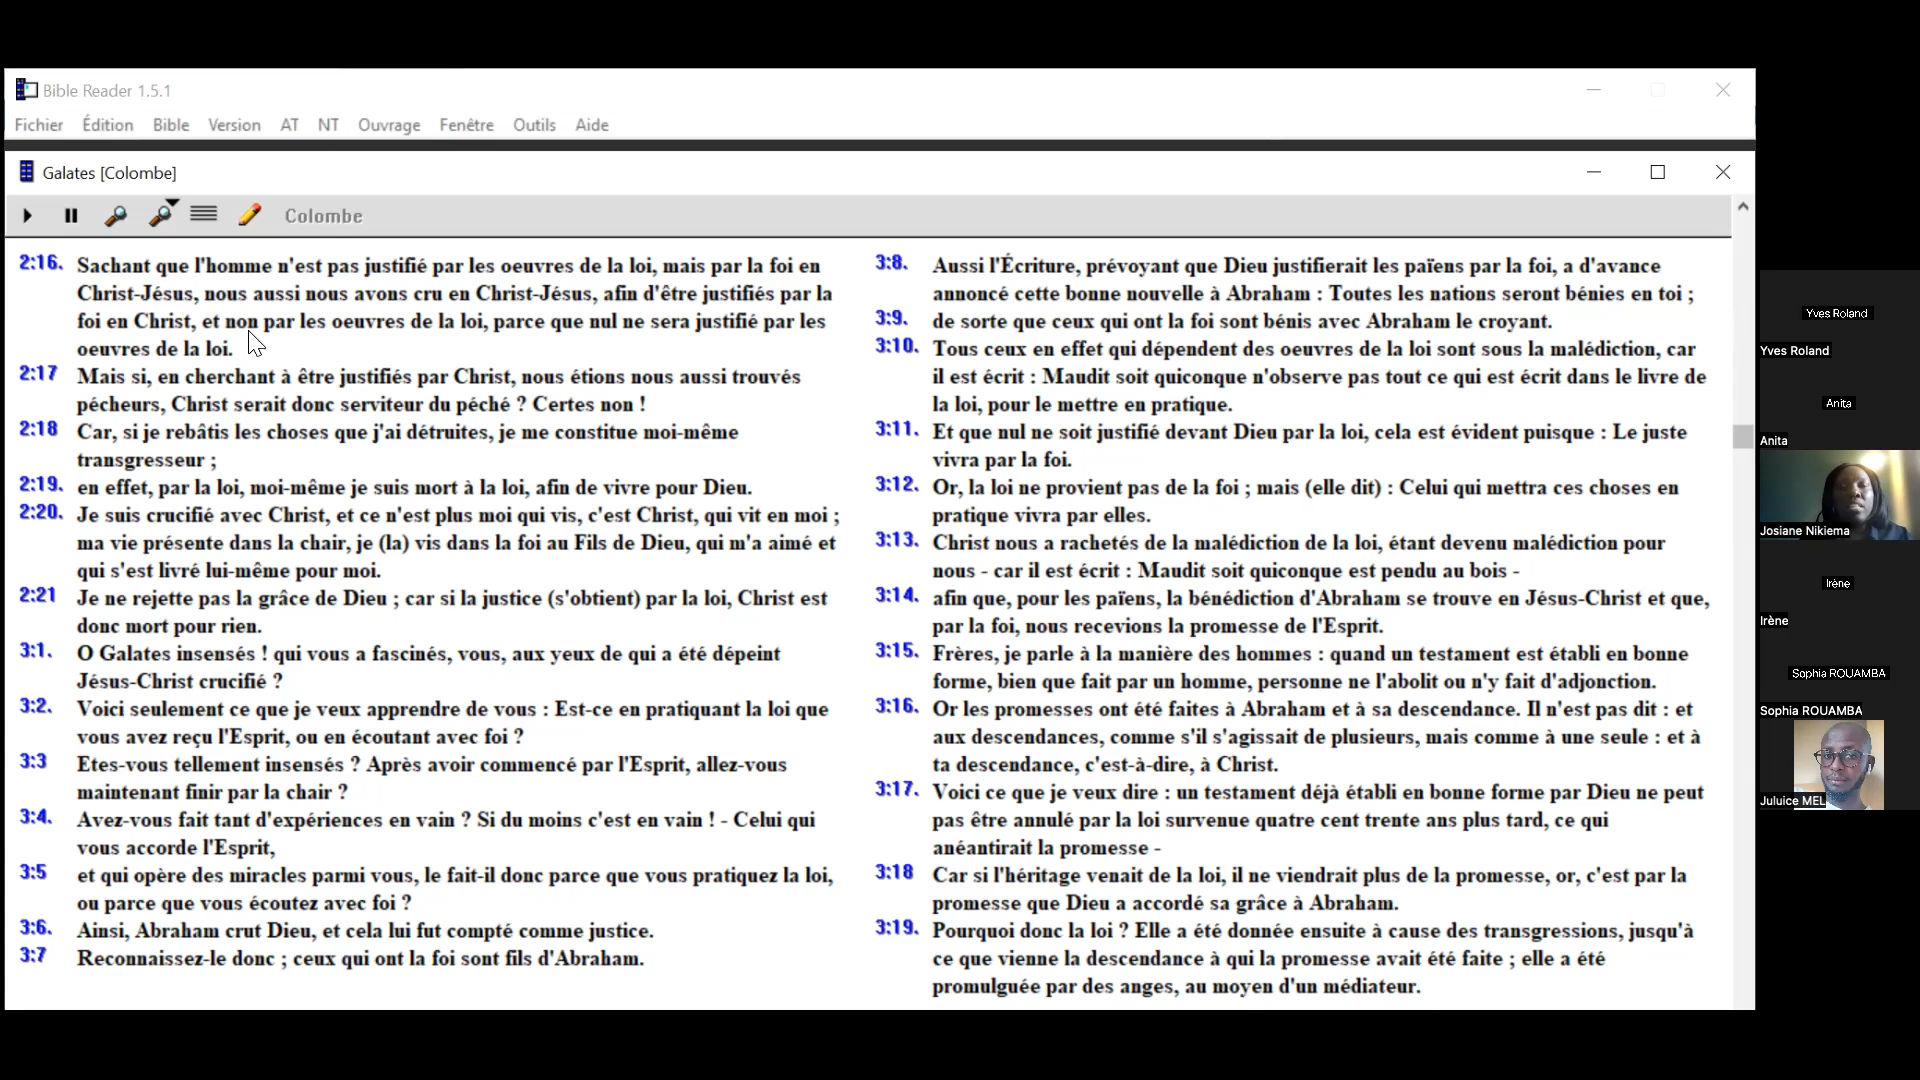 Bible Reader 1.5.1
Fichier Édition Bible Version AT NT Ouvrage Fenêtre Outils Aide
Galates [Colombe]
Colombe
2:16. Sachant que l'homme n'est pas justifié par les oeuvres de la loi, mais par la foi en
Christ-Jésus, nous aussi nous avons cru en Christ-Jésus, afin d'être justifiés par la
foi en Christ, et non par les oeuvres de la loi, parce que nul ne sera justifié par les
oeuvres de la loi.
2:17 Mais si, en cherchant à être justifiés par Christ, nous étions nous aussi trouvés
pécheurs, Christ serait donc serviteur du péché ? Certes non !
2:18 Car, si je rebâtis les choses que j'ai détruites, je me constitue moi-même
transgresseur ;
2:19. en effet, par la loi, moi-même je suis mort à la loi, afin de vivre pour Dieu.
2:20. Je suis crucifié avec Christ, et ce n'est plus moi qui vis, c'est Christ, qui vit en moi ;
ma vie présente dans la chair, je (la) vis dans la foi au Fils de Dieu, qui m'a aimé et
qui s'est livré lui-même pour moi.
2:21 Je ne rejette pas la grâce de Dieu ; car si la justice (s'obtient) par la loi, Christ est
donc mort pour rien.
3:1. O Galates insensés ! qui vous a fascinés, vous, aux yeux de qui a été dépeint
Jésus-Christ crucifié ?
3:2. Voici seulement ce que je veux apprendre de vous : Est-ce en pratiquant la loi que
vous avez reçu l'Esprit, ou en écoutant avec foi ?
3:3 Etes-vous tellement insensés ? Après avoir commencé par l'Esprit, allez-vous
maintenant finir par la chair ?
3:4. Avez-vous fait tant d'expériences en vain ? Si du moins c'est en vain ! - Celui qui
vous accorde l'Esprit,
3:5 et qui opère des miracles parmi vous, le fait-il donc parce que vous pratiquez la loi,
ou parce que vous écoutez avec foi ?
3:6. Ainsi, Abraham crut Dieu, et cela lui fut compté comme justice.
3:7 Reconnaissez-le donc ; ceux qui ont la foi sont fils d'Abraham.
3:8. Aussi l'Écriture, prévoyant que Dieu justifierait les païens par la foi, a d'avance
annoncé cette bonne nouvelle à Abraham : Toutes les nations seront bénies en toi ;
3:9. de sorte que ceux qui ont la foi sont bénis avec Abraham le croyant.
3:10. Tous ceux en effet qui dépendent des oeuvres de la loi sont sous la malédiction, car
il est écrit : Maudit soit quiconque n'observe pas tout ce qui est écrit dans le livre de
la loi, pour le mettre en pratique.
3:11. Et que nul ne soit justifié devant Dieu par la loi, cela est évident puisque : Le juste
vivra par la foi.
3:12. Or, la loi ne provient pas de la foi ; mais (elle dit) : Celui qui mettra ces choses en
pratique vivra par elles.
3:13. Christ nous a rachetés de la malédiction de la loi, étant devenu malédiction pour
nous - car il est écrit : Maudit soit quiconque est pendu au bois -
3:14. afin que, pour les païens, la bénédiction d'Abraham se trouve en Jésus-Christ et que,
par la foi, nous recevions la promesse de l'Esprit.
3:15. Frères, je parle à la manière des hommes : quand un testament est établi en bonne
forme, bien que fait par un homme, personne ne l'abolit ou n'y fait d'adjonction.
3:16. Or les promesses ont été faites à Abraham et à sa descendance. Il n'est pas dit : et
aux descendances, comme s'il s'agissait de plusieurs, mais comme à une seule : et à
ta descendance, c'est-à-dire, à Christ.
3:17. Voici ce que je veux dire : un testament déjà établi en bonne forme par Dieu ne peut
pas être annulé par la loi survenue quatre cent trente ans plus tard, ce qui
anéantirait la promesse -
3:18 Car si l'héritage venait de la loi, il ne viendrait plus de la promesse, or, c'est par la
promesse que Dieu a accordé sa grâce à Abraham.
3:19. Pourquoi donc la loi ? Elle a été donnée ensuite à cause des transgressions, jusqu'à
ce que vienne la descendance à qui la promesse avait été faite ; elle a été
promulguée par des anges, au moyen d'un médiateur.
Yves Roland
Yves Roland
Anita
Anita
Josiane Nikiema
Irène
Irène
Sophia ROUAMBA
Sophia ROUAMBA
Juluice MEL